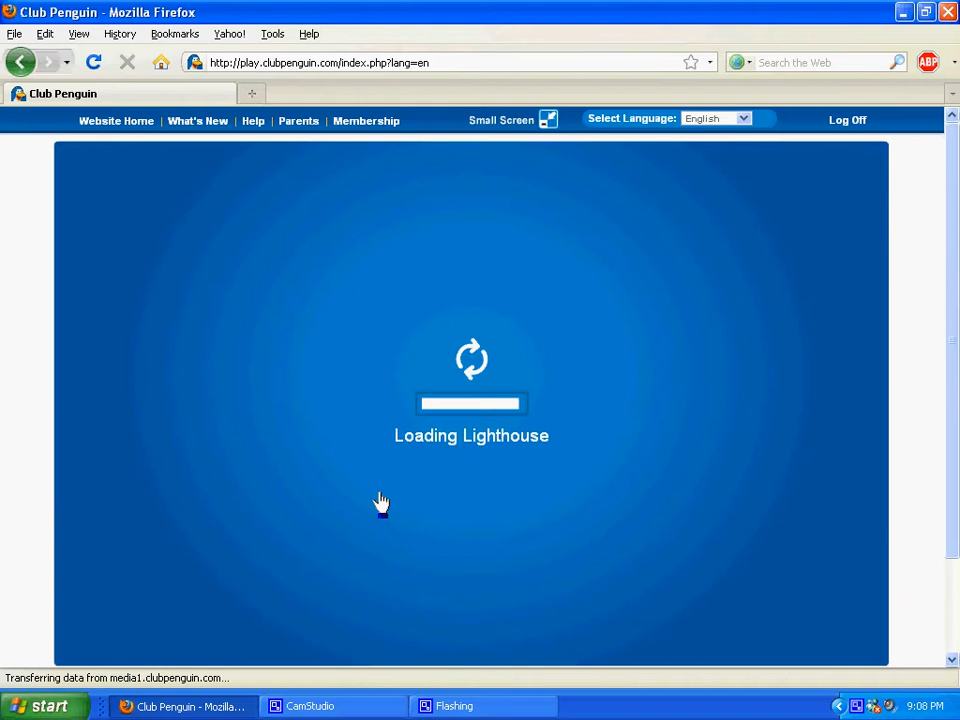 Club Penguin - Mozilla Firefox
File Edit View History Bookmarks Yahoo! Tools Help
http://play.clubpenguin.com/index.php?lang=en Search the Web ABP
Club Penguin
Website Home | What's New | Help | Parents | Membership Small Screen Select Language: English Log Off
Loading Lighthouse
Transferring data from media1.clubpenguin.com...
start Club Penguin - Mozilla... CamStudio Flashing 9:08 PM